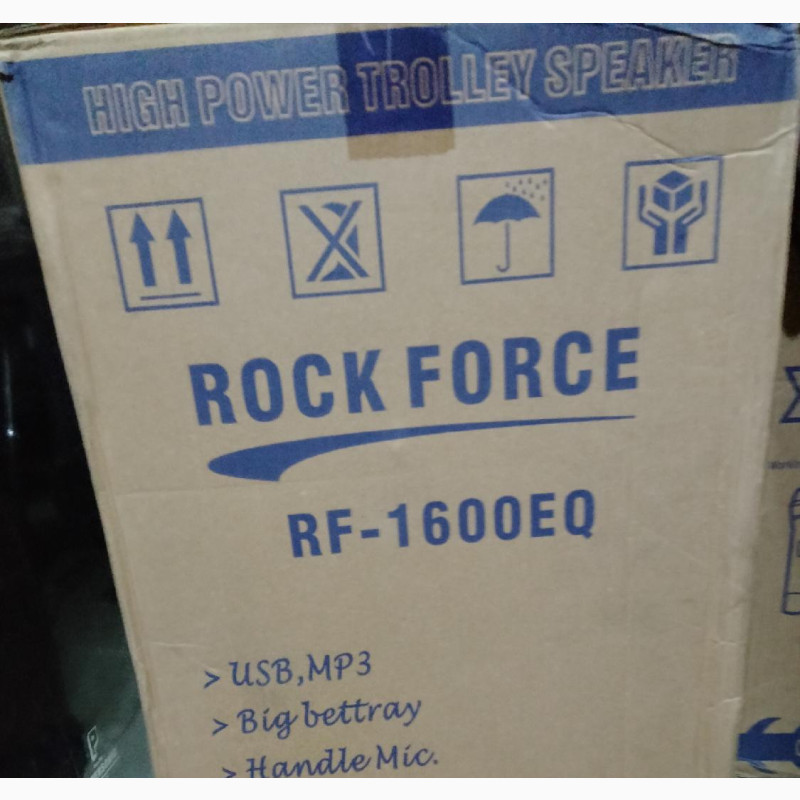 HIGH POWER TROLLEY SPEAKER
ROCK FORCE
RF-1600EQ
> USB,MP3
> Big bettray
> Handle Mic.